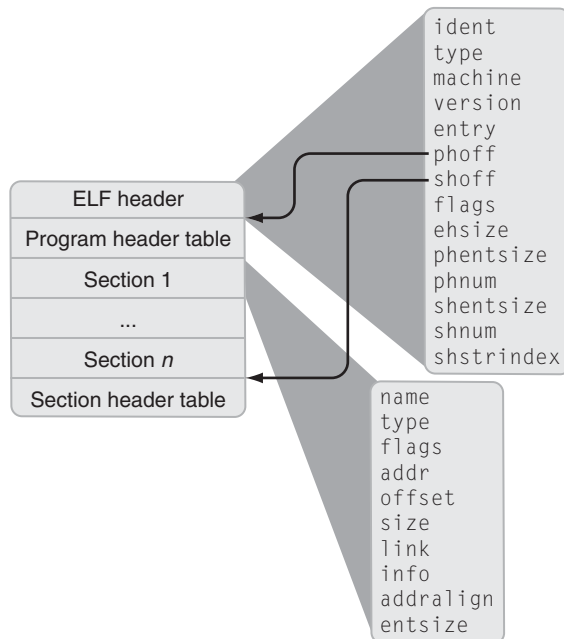 ELF header
Program header table
Section 1
...
Section n
Section header table
ident
type
machine
version
entry
phoff
shoff
flags
ehsize
phentsize
phnum
shentsize
shnum
shstrindex
name
type
flags
addr
offset
size
link
info
addralign
entsize